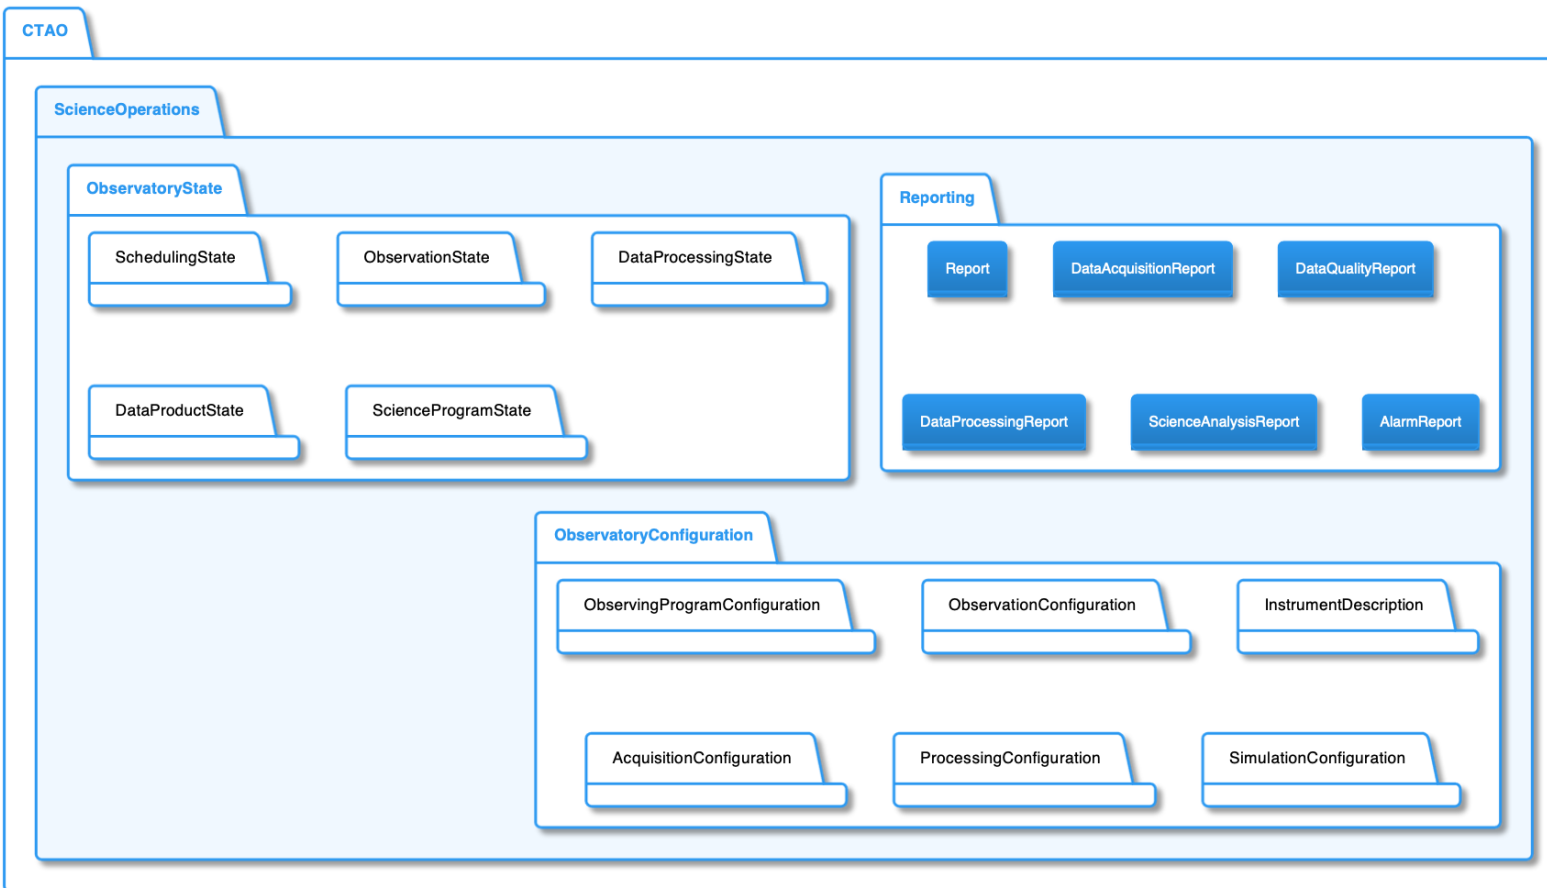 CTAO
ScienceOperations
ObservatoryState
SchedulingState
ObservationState
DataProcessingState
DataProductState
ScienceProgramState
Reporting
Report
DataAcquisitionReport
DataQualityReport
DataProcessingReport
ScienceAnalysisReport
AlarmReport
ObservatoryConfiguration
ObservingProgramConfiguration
ObservationConfiguration
InstrumentDescription
AcquisitionConfiguration
ProcessingConfiguration
SimulationConfiguration